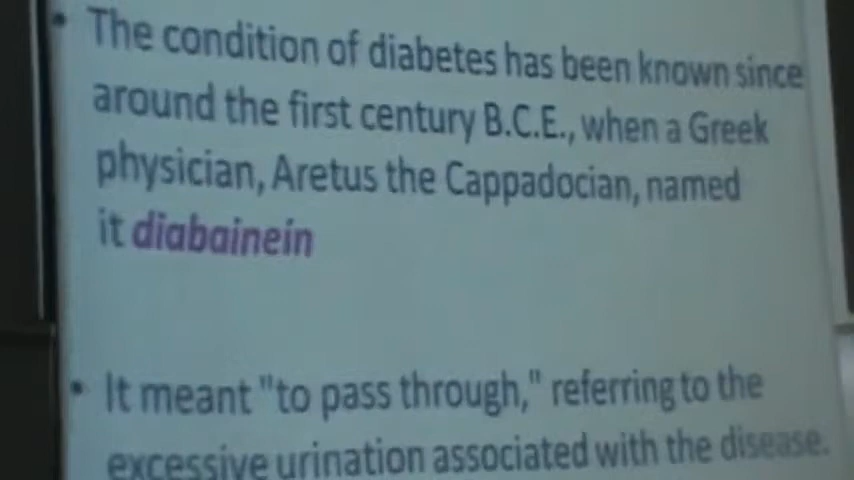 • The condition of diabetes has been known since
around the first century B.C.E., when a Greek
physician, Aretus the Cappadocian, named
it diabainein
• It meant "to pass through," referring to the
excessive urination associated with the disease.